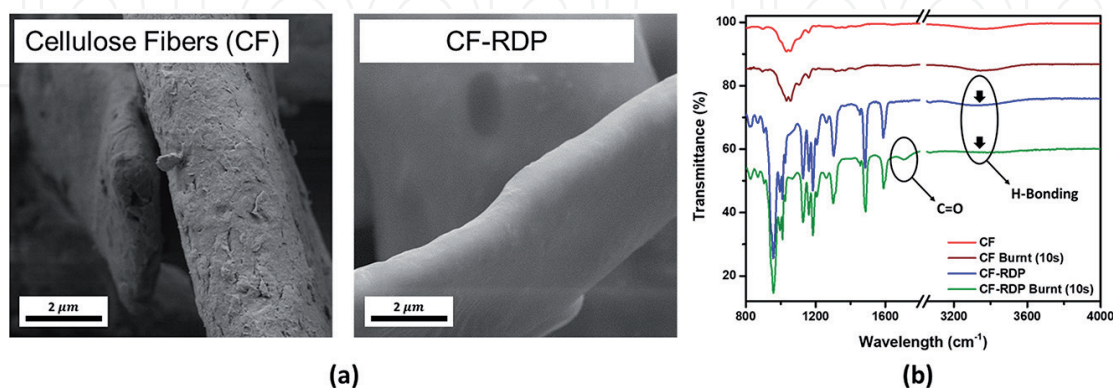 Cellulose Fibers (CF)
CF-RDP
2 μm
2 μm
(a)
Transmittance (%)
100
80
60
40
20
C=O
H-Bonding
CF
CF Burnt (10s)
CF-RDP
CF-RDP Burnt (10s)
800 1200 1600 3200 3600 4000
Wavelength (cm⁻¹)
(b)